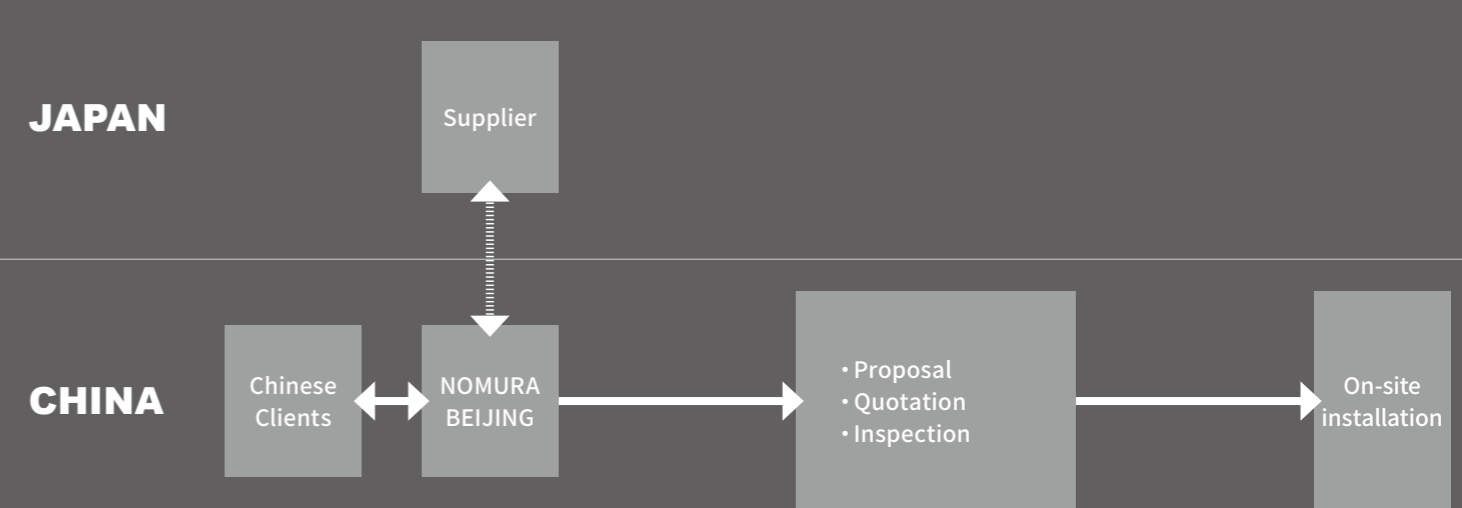 JAPAN
Supplier
CHINA
Chinese
Clients
NOMURA
BEIJING
・Proposal
・Quotation
・Inspection
On-site
installation